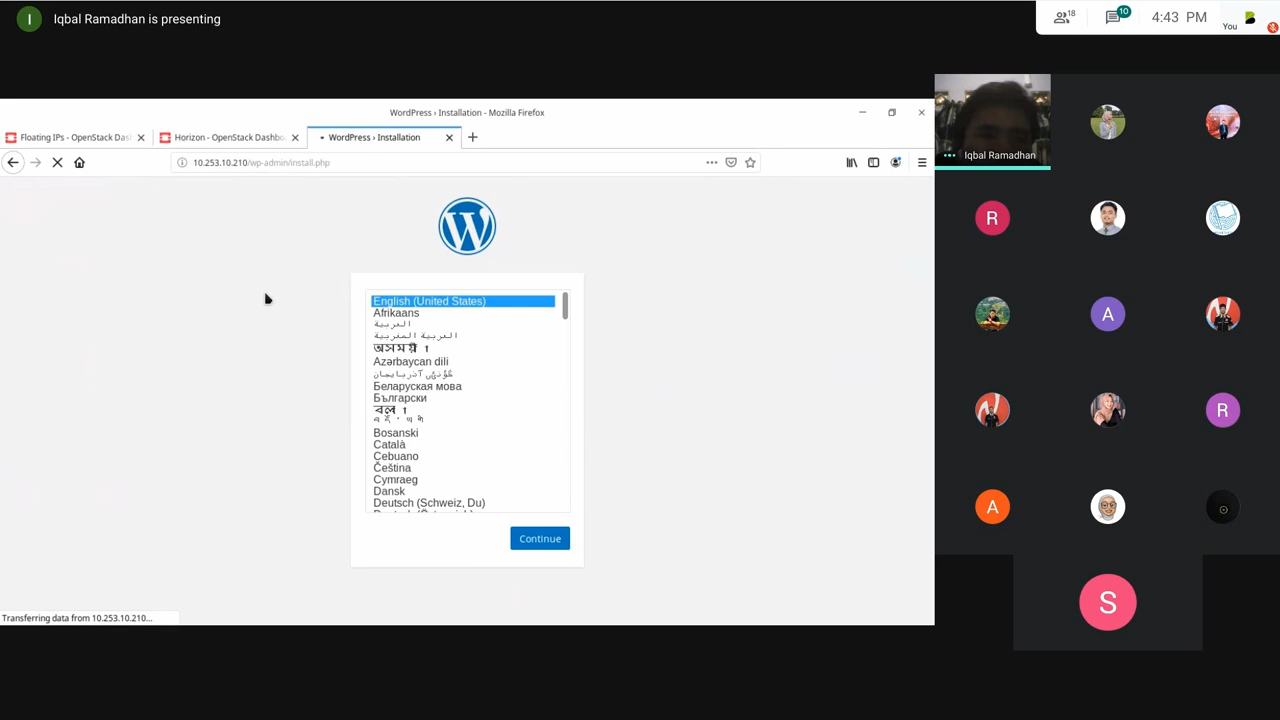 I
Iqbal Ramadhan is presenting
18
10
4:43 PM
You
WordPress › Installation - Mozilla Firefox
Floating IPs - OpenStack Das
Horizon - OpenStack Dashbo
WordPress › Installation
10.253.10.210/wp-admin/install.php
W
English (United States)
Afrikaans
العربية
العربية المغربية
অসমীয়া
Azərbaycan dili
گؤنئی آذربایجان
Беларуская мова
Български
বাংলা
Bosanski
Català
Cebuano
Čeština
Cymraeg
Dansk
Deutsch (Schweiz, Du)
Continue
Transferring data from 10.253.10.210...
Iqbal Ramadhan
R
A
R
A
S